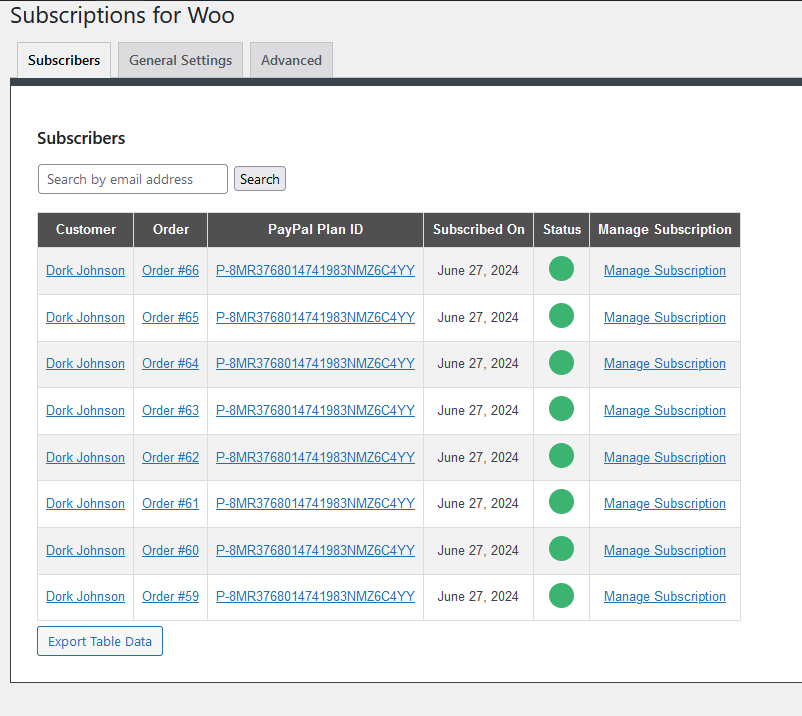 Subscriptions for Woo
Subscribers General Settings Advanced
Subscribers
Search by email address Search
Customer Order PayPal Plan ID Subscribed On Status Manage Subscription
Dork Johnson Order #66 P-8MR3768014741983NMZ6C4YY June 27, 2024 Manage Subscription
Dork Johnson Order #65 P-8MR3768014741983NMZ6C4YY June 27, 2024 Manage Subscription
Dork Johnson Order #64 P-8MR3768014741983NMZ6C4YY June 27, 2024 Manage Subscription
Dork Johnson Order #63 P-8MR3768014741983NMZ6C4YY June 27, 2024 Manage Subscription
Dork Johnson Order #62 P-8MR3768014741983NMZ6C4YY June 27, 2024 Manage Subscription
Dork Johnson Order #61 P-8MR3768014741983NMZ6C4YY June 27, 2024 Manage Subscription
Dork Johnson Order #60 P-8MR3768014741983NMZ6C4YY June 27, 2024 Manage Subscription
Dork Johnson Order #59 P-8MR3768014741983NMZ6C4YY June 27, 2024 Manage Subscription
Export Table Data